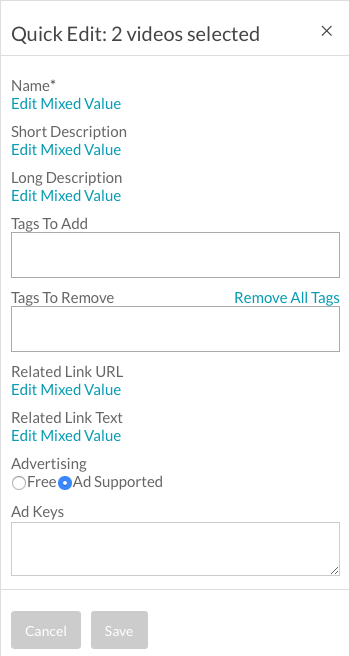 Quick Edit: 2 videos selected
Name*
Edit Mixed Value
Short Description
Edit Mixed Value
Long Description
Edit Mixed Value
Tags To Add
Tags To Remove Remove All Tags
Related Link URL
Edit Mixed Value
Related Link Text
Edit Mixed Value
Advertising
Free Ad Supported
Ad Keys
Cancel Save